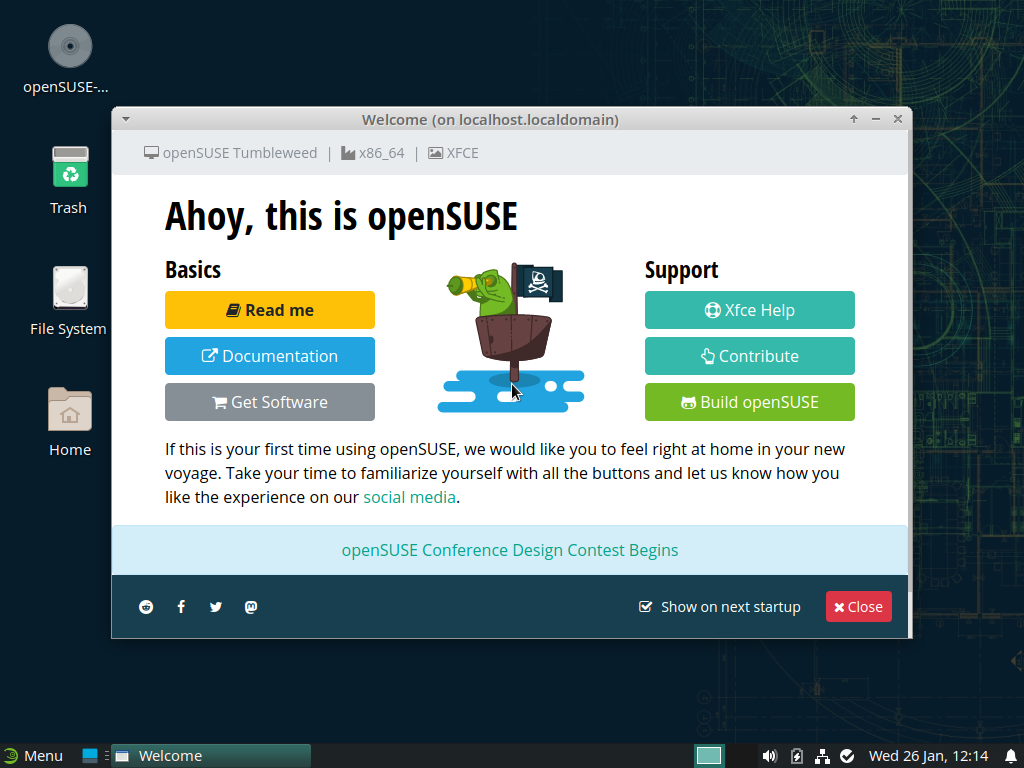 openSUSE-...
Trash
File System
Home
Welcome (on localhost.localdomain)
openSUSE Tumbleweed | x86_64 | XFCE
Ahoy, this is openSUSE
Basics
Read me
Documentation
Get Software
Support
Xfce Help
Contribute
Build openSUSE
If this is your first time using openSUSE, we would like you to feel right at home in your new
voyage. Take your time to familiarize yourself with all the buttons and let us know how you
like the experience on our social media.
openSUSE Conference Design Contest Begins
Show on next startup
Close
Menu
Welcome
Wed 26 Jan, 12:14